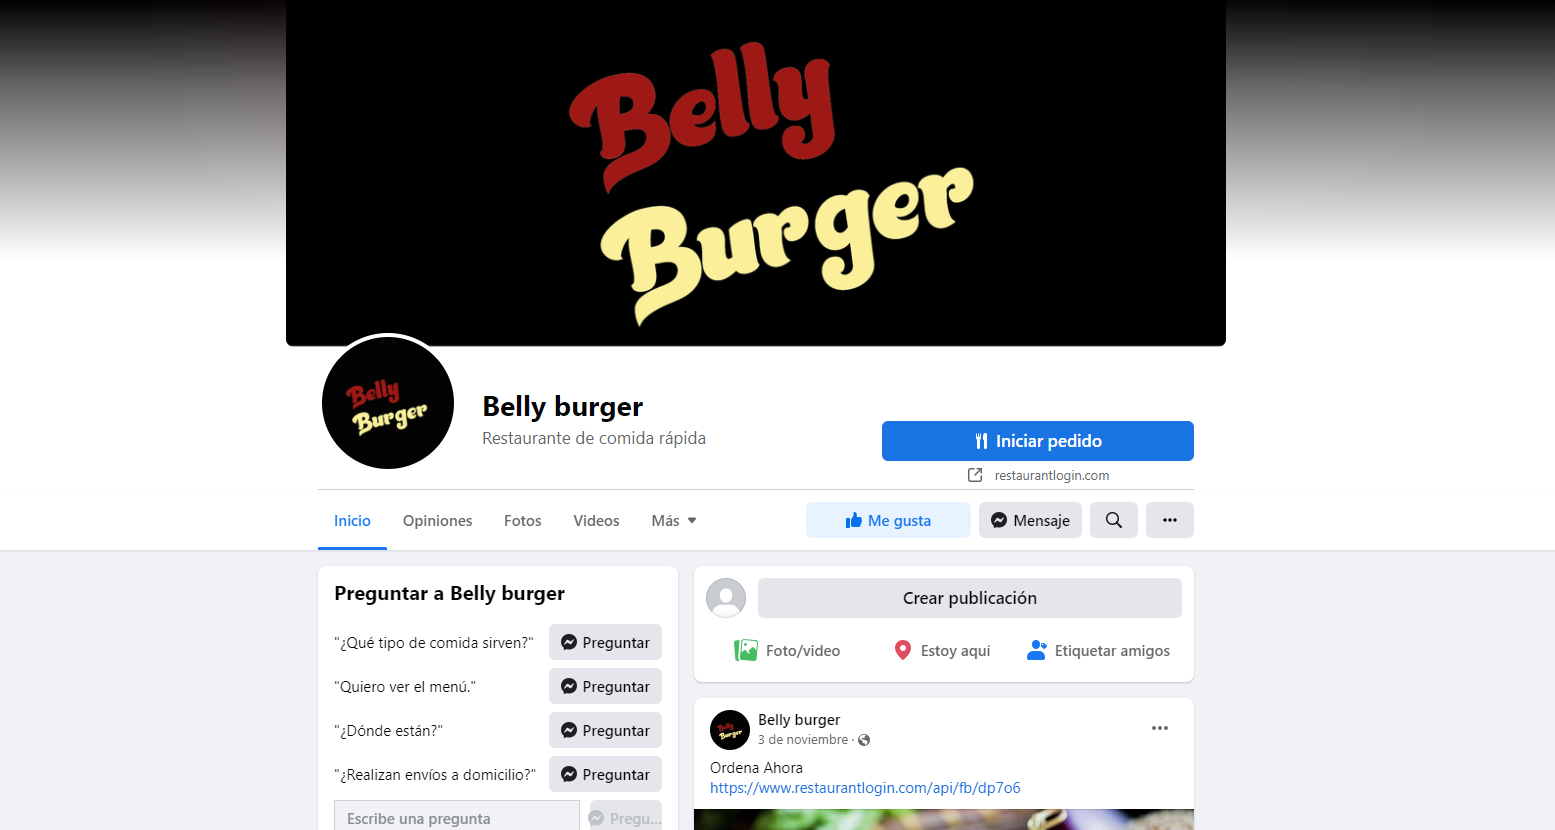 Belly
Burger
Belly
Burger
Belly burger
Restaurante de comida rápida
Iniciar pedido
restaurantlogin.com
Inicio Opiniones Fotos Videos Más Me gusta Mensaje
Preguntar a Belly burger
"¿Qué tipo de comida sirven?" Preguntar
"Quiero ver el menú." Preguntar
"¿Dónde están?" Preguntar
"¿Realizan envíos a domicilio?" Preguntar
Escribe una pregunta Pregu...
Crear publicación
Foto/video Estoy aquí Etiquetar amigos
Belly
Burger
Belly burger
3 de noviembre ·
Ordena Ahora
https://www.restaurantlogin.com/api/fb/dp7o6